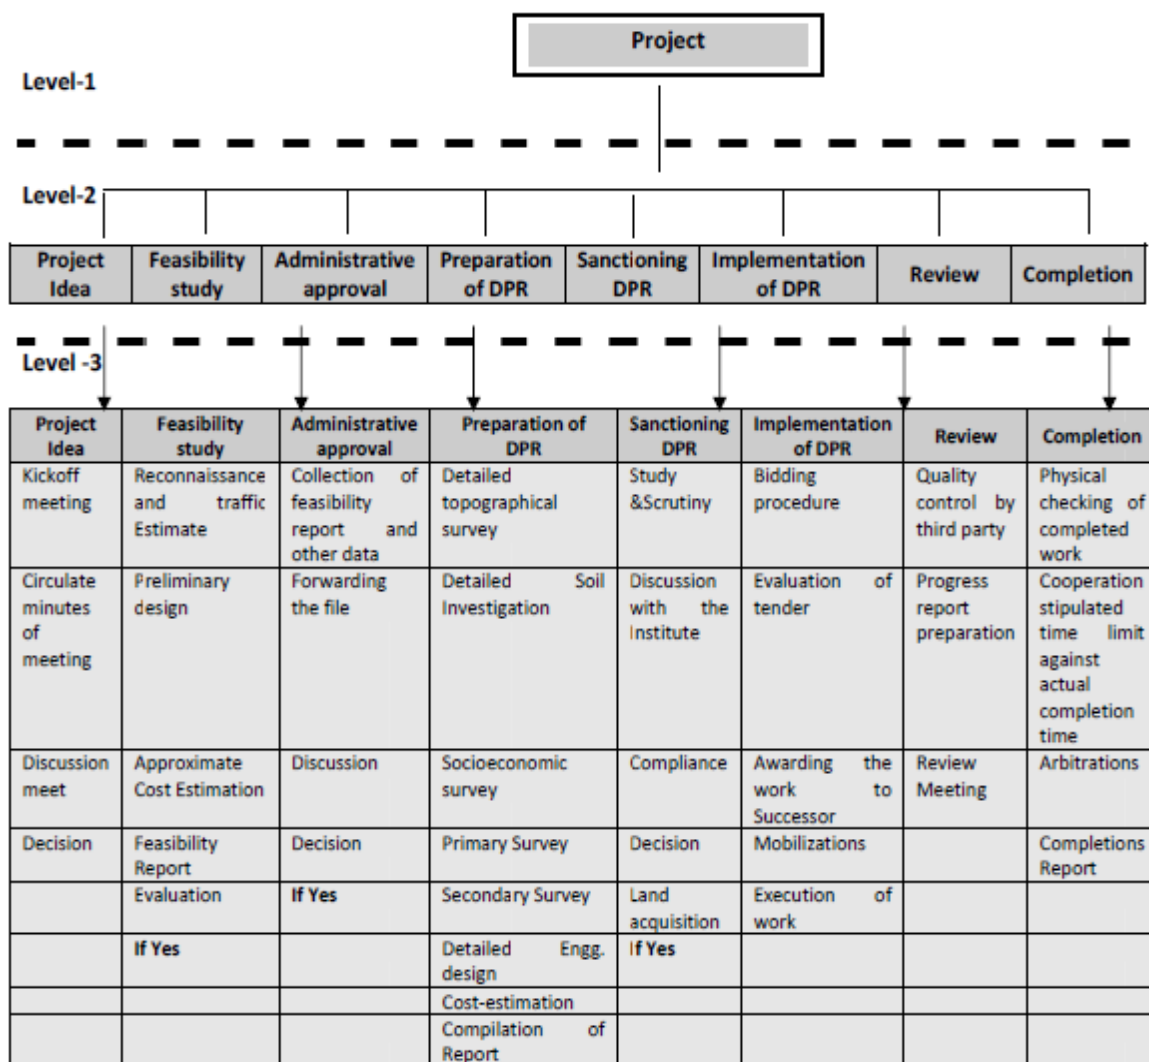 Project
Level-1
Level-2
Project Feasibility Administrative Preparation Sanctioning Implementation Review Completion
Idea study approval of DPR DPR of DPR
Level -3
Project Feasibility Administrative Preparation of Sanctioning Implementation Review Completion
Idea study approval DPR DPR of DPR
Kickoff Reconnaissance Collection of Detailed Study Bidding Quality Physical
meeting and traffic feasibility topographical &Scrutiny procedure control by checking of
Estimate report and survey third party completed
other data work
Circulate Preliminary Forwarding Detailed Soil Discussion Evaluation of Progress Cooperation
minutes design the file Investigation with the tender report stipulated
of Institute preparation time limit
meeting against
actual
completion
time
Discussion Approximate Discussion Socioeconomic Compliance Awarding the Review Arbitrations
meet Cost Estimation survey work to Meeting
Successor
Decision Feasibility Decision Primary Survey Decision Mobilizations Completions
Report Report
Evaluation If Yes Secondary Survey Land Execution of
acquisition work
If Yes Detailed Engg. If Yes
design
Cost-estimation
Compilation of
Report